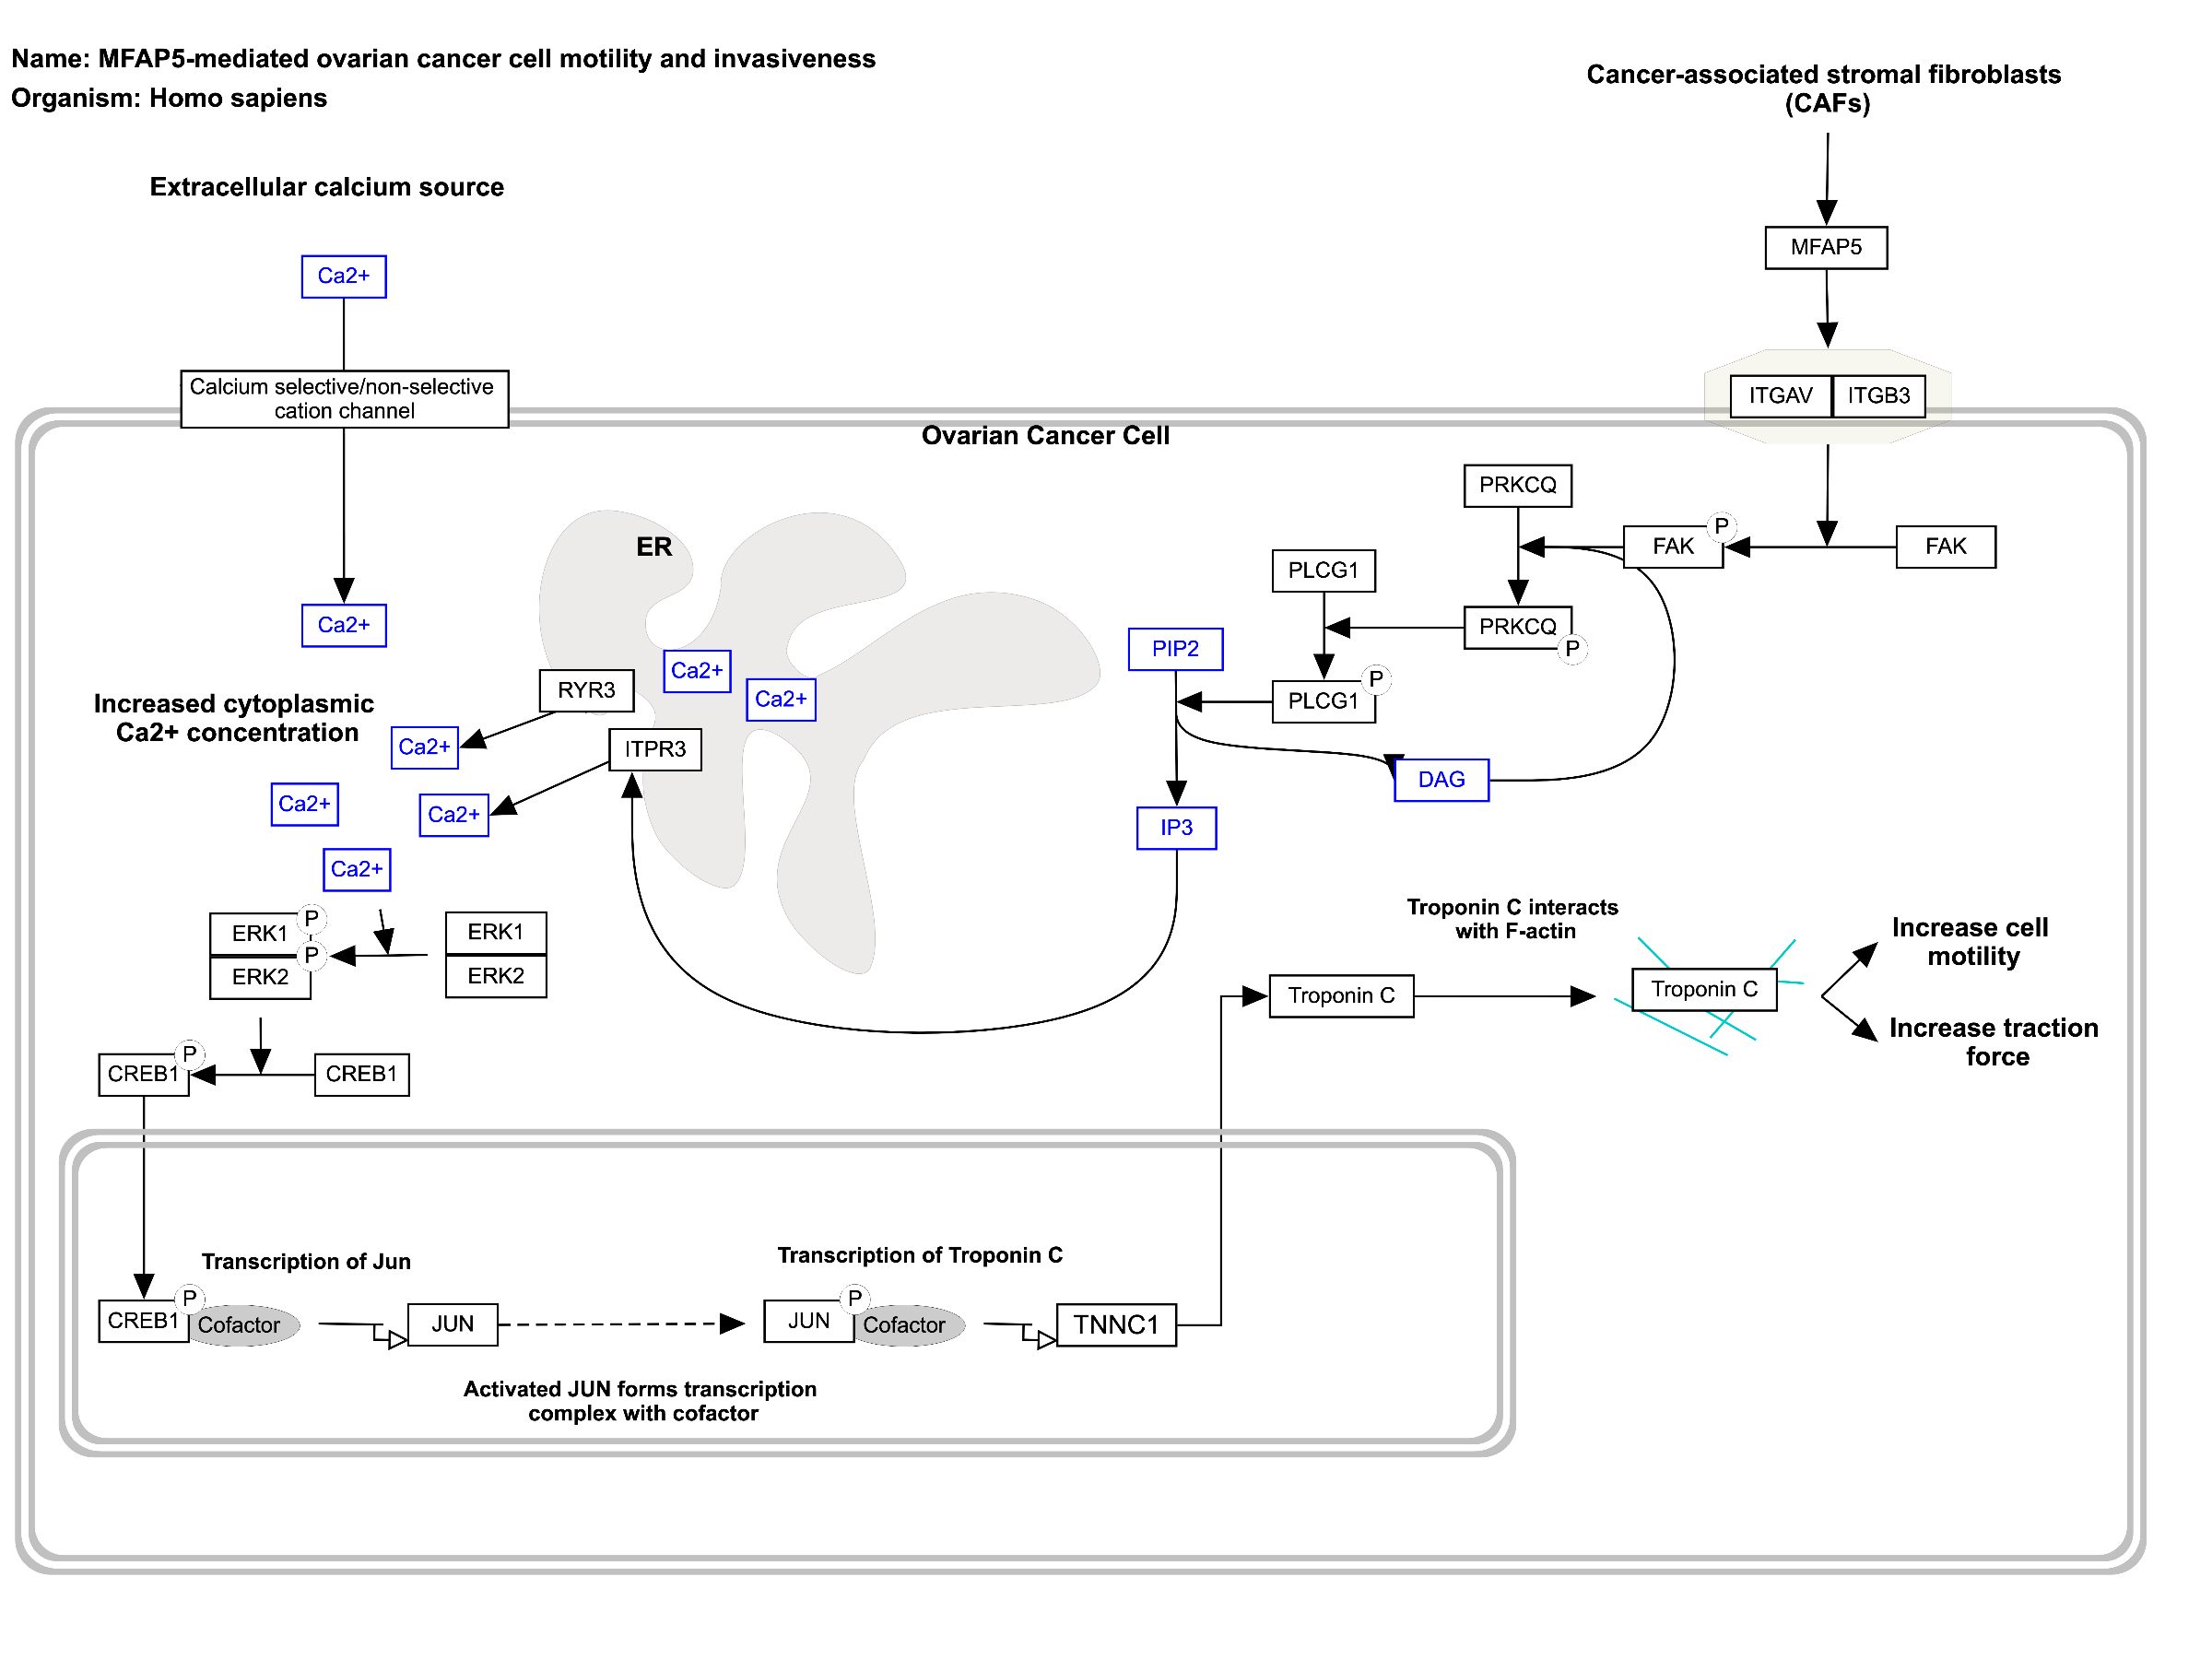 Name: MFAP5-mediated ovarian cancer cell motility and invasiveness
Organism: Homo sapiens
Cancer-associated stromal fibroblasts
(CAFs)
Extracellular calcium source
MFAP5
Ca2+
Calcium selective/non-selective
cation channel
ITGAV
ITGB3
Ovarian Cancer Cell
PRKCQ
P
FAK
FAK
ER
PLCG1
Ca2+
PRKCQ
P
PIP2
Ca2+
P
PLCG1
RYR3
Ca2+
Increased cytoplasmic
Ca2+ concentration
Ca2+
ITPR3
DAG
Ca2+
Ca2+
IP3
Ca2+
Troponin C interacts
with F-actin
P
ERK1
P
ERK2
ERK1
ERK2
Increase cell
motility
Troponin C
Troponin C
Increase traction
force
P
CREB1
CREB1
Transcription of Jun
Transcription of Troponin C
P
CREB1
Cofactor
JUN
P
JUN
Cofactor
TNNC1
Activated JUN forms transcription
complex with cofactor